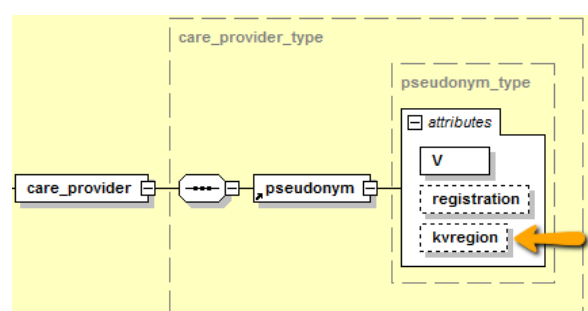 care_provider_type
pseudonym_type
attributes
V
care_provider
pseudonym
registration
kvregion